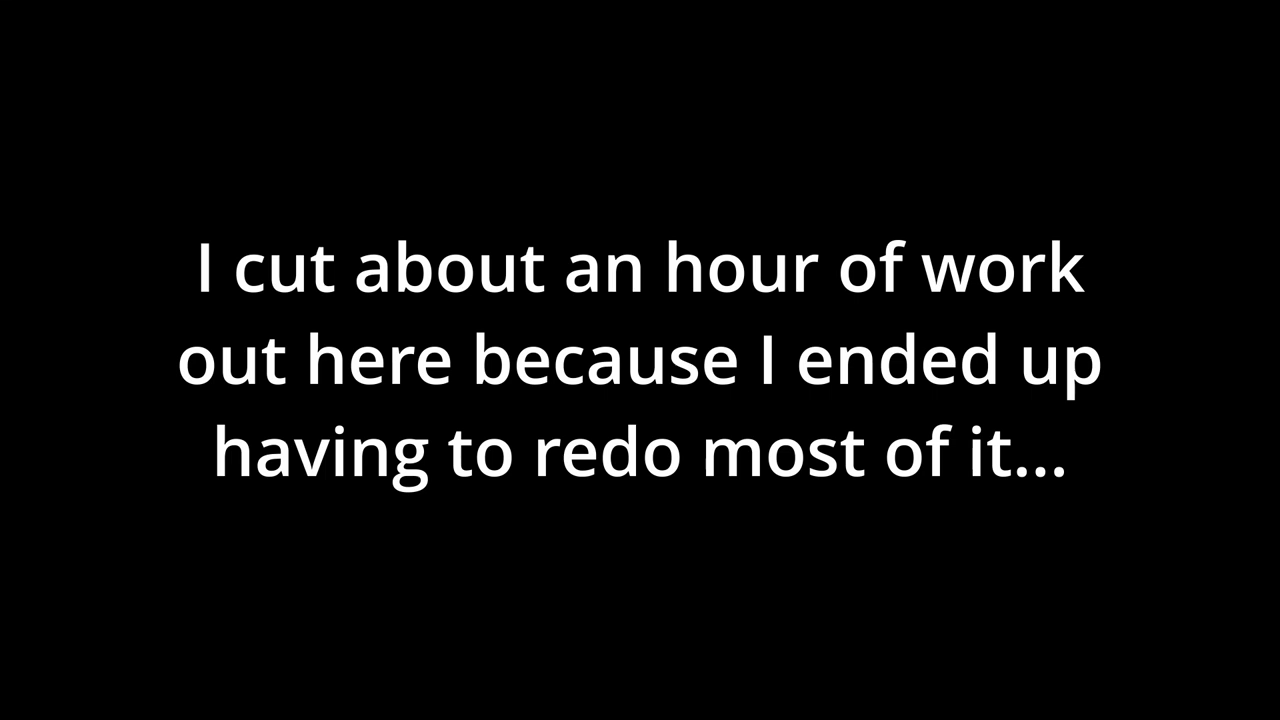 I cut about an hour of work
out here because I ended up
having to redo most of it...